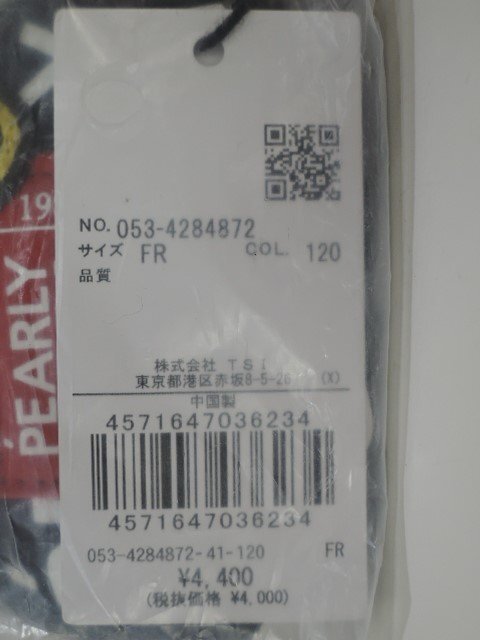 19
PEARLY
NO. 053-4284872
サイズ FR COL. 120
品質
株式会社 TSI
東京都港区赤坂8-5-26 (X)
中国製
4571647036234
4571647036234
053-4284872-41-120 FR
¥4,400
(税抜価格 ¥4,000)